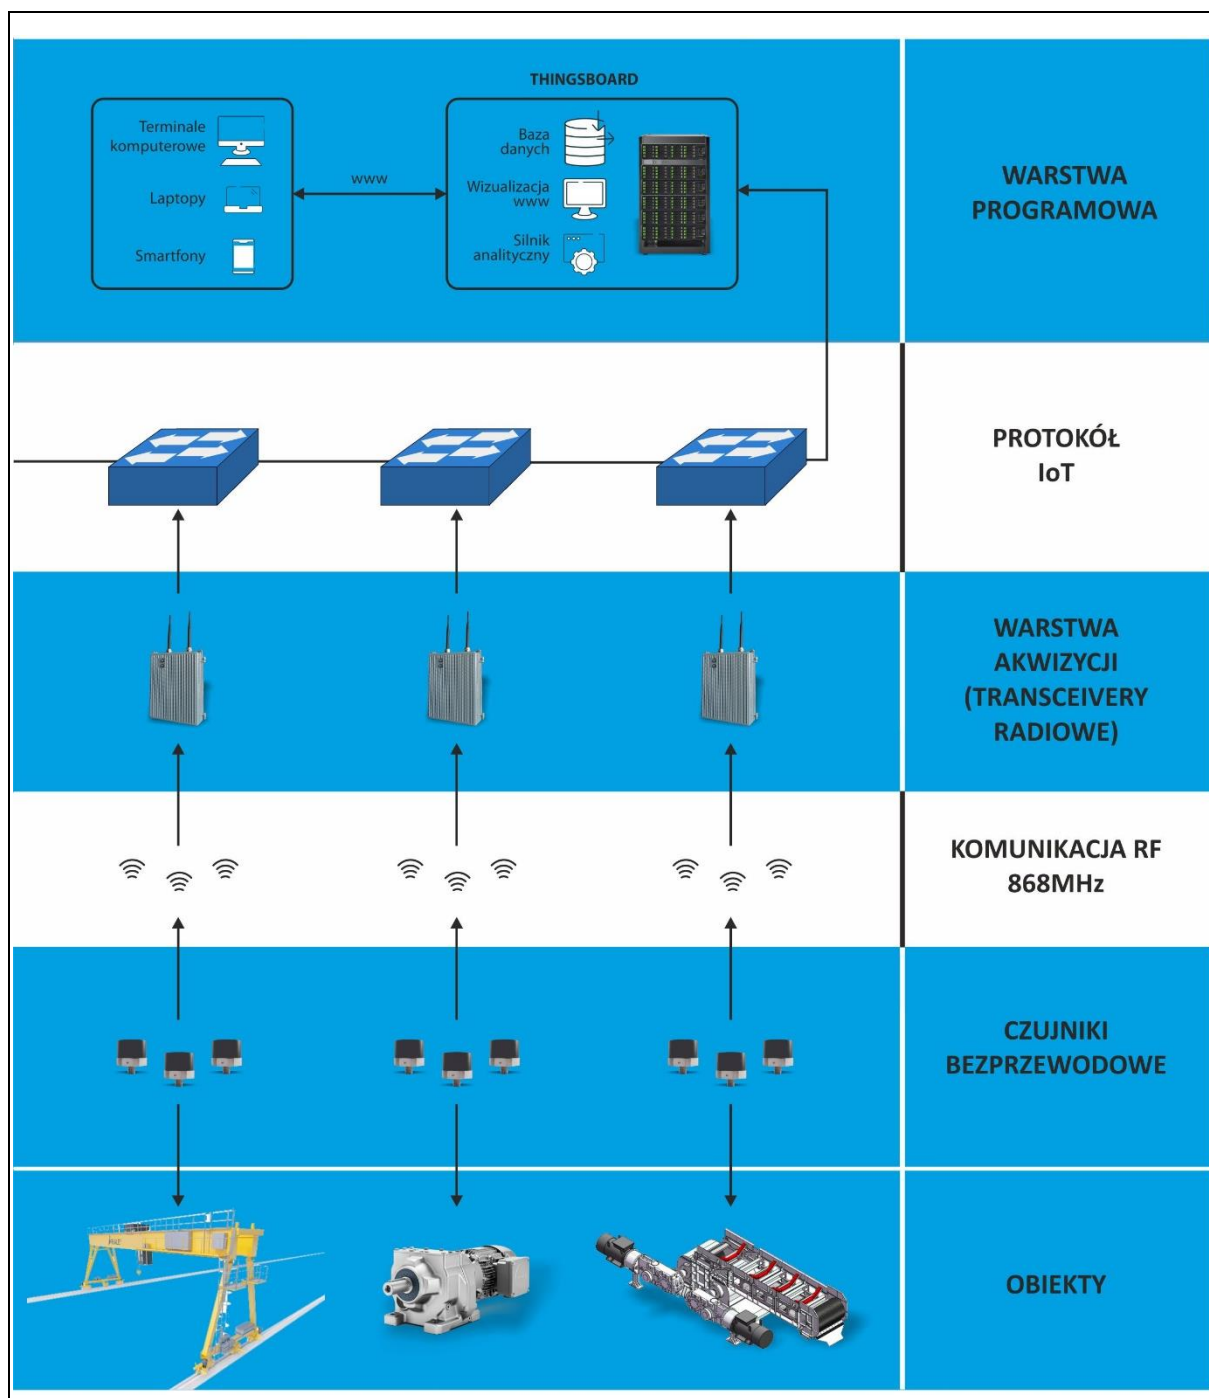 THINGSBOARD
Terminale
komputerowe
Laptopy
Smartfony
www
Baza
danych
Wizualizacja
www
Silnik
analityczny
WARSTWA
PROGRAMOWA
PROTOKÓŁ
IoT
WARSTWA
AKWIZYCJI
(TRANSCEIVERY
RADIOWE)
KOMUNIKACJA RF
868MHz
CZUJNIKI
BEZPRZEWODOWE
OBIEKTY